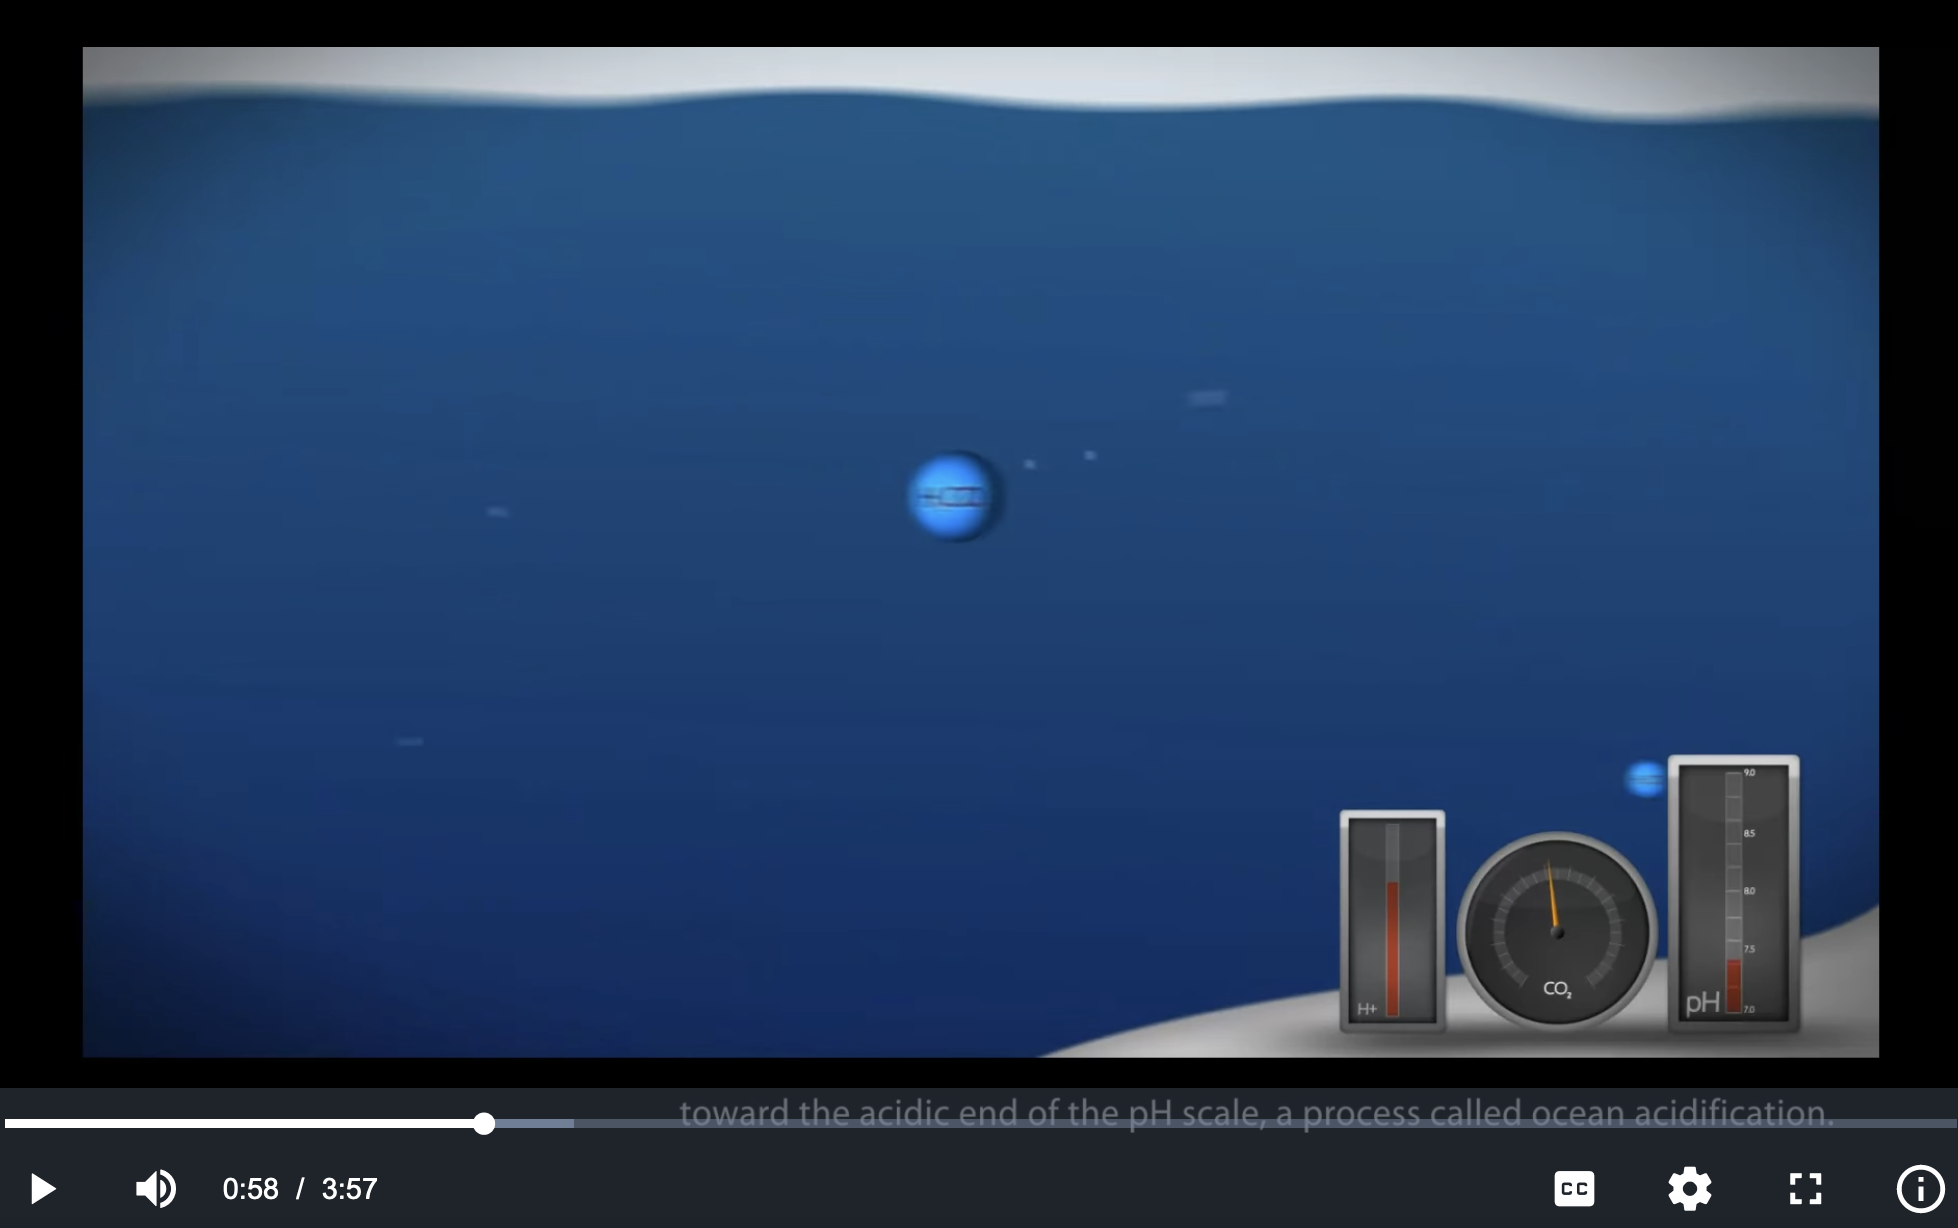 9.0
8.5
8.0
7.5
7.0
H+
CO₂
pH
toward the acidic end of the pH scale, a process called ocean acidification.
0:58 / 3:57
CC